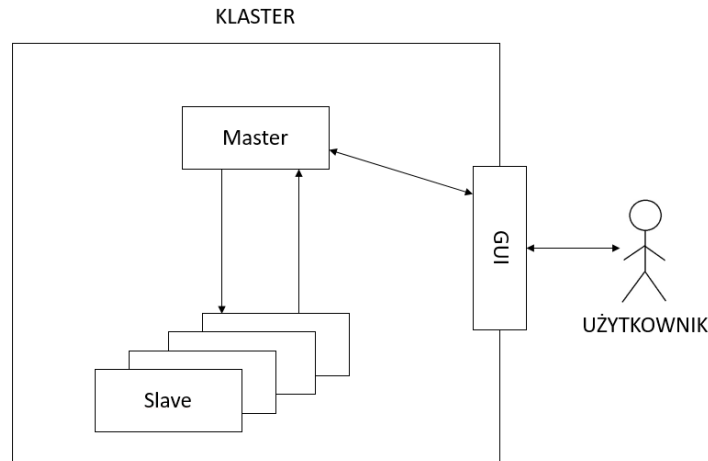 KLASTER
Master
GUI
UŻYTKOWNIK
Slave